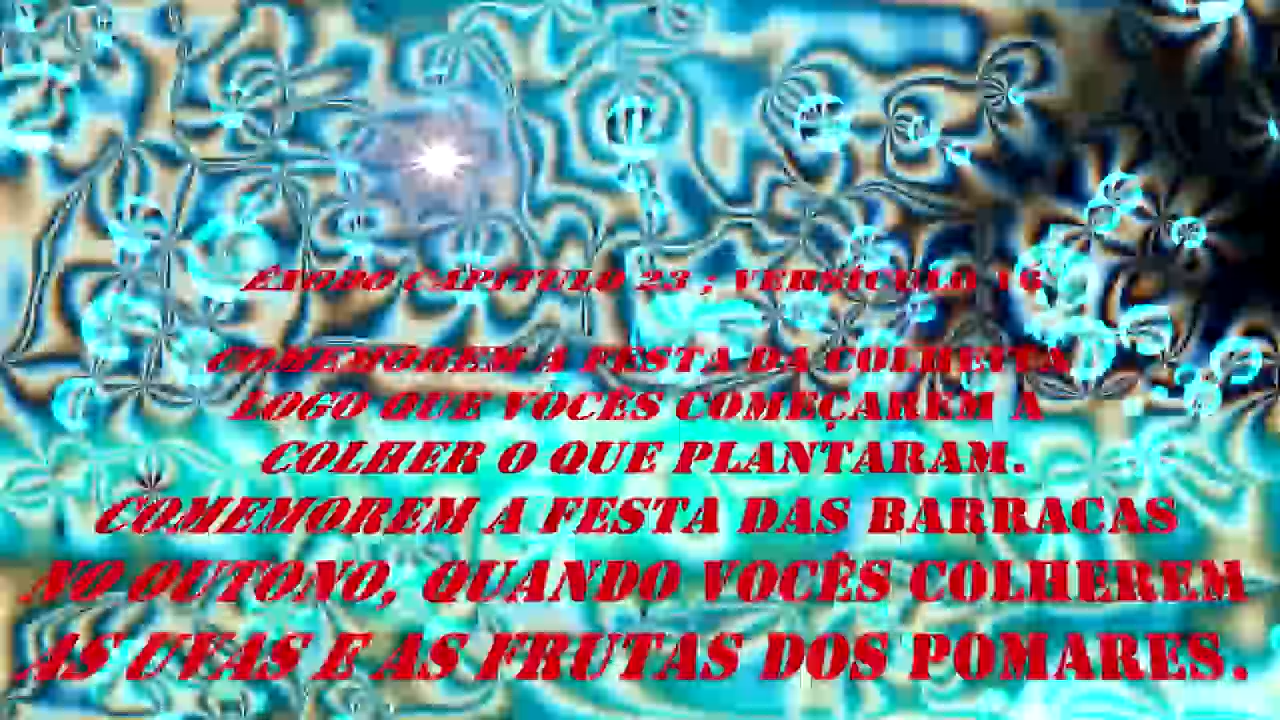 ÊXODO CAPÍTULO 23 ; VERSÍCULO 16
COMEMOREM A FESTA DA COLHEITA
LOGO QUE VOCÊS COMEÇAREM A
COLHER O QUE PLANTARAM.
COMEMOREM A FESTA DAS BARRACAS
NO OUTONO, QUANDO VOCÊS COLHEREM
AS UVAS E AS FRUTAS DOS POMARES.